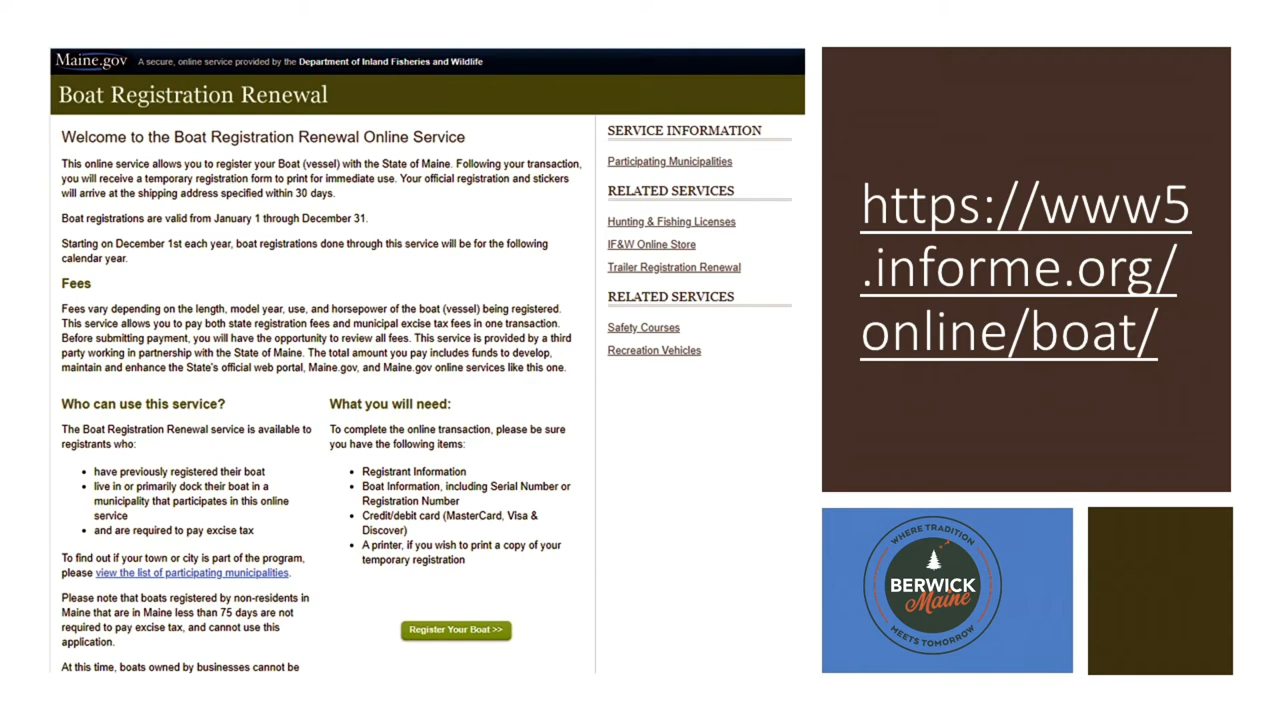 Maine.gov A secure, online service provided by the Department of Inland Fisheries and Wildlife
Boat Registration Renewal
Welcome to the Boat Registration Renewal Online Service
This online service allows you to register your Boat (vessel) with the State of Maine. Following your transaction,
you will receive a temporary registration form to print for immediate use. Your official registration and stickers
will arrive at the shipping address specified within 30 days.
Boat registrations are valid from January 1 through December 31.
Starting on December 1st each year, boat registrations done through this service will be for the following
calendar year.
Fees
Fees vary depending on the length, model year, use, and horsepower of the boat (vessel) being registered.
This service allows you to pay both state registration fees and municipal excise tax fees in one transaction.
Before submitting payment, you will have the opportunity to review all fees. This service is provided by a third
party working in partnership with the State of Maine. The total amount you pay includes funds to develop,
maintain and enhance the State's official web portal, Maine.gov, and Maine.gov online services like this one.
Who can use this service?
The Boat Registration Renewal service is available to
registrants who:
• have previously registered their boat
• live in or primarily dock their boat in a
municipality that participates in this online
service
• and are required to pay excise tax
To find out if your town or city is part of the program,
please view the list of participating municipalities.
Please note that boats registered by non-residents in
Maine that are in Maine less than 75 days are not
required to pay excise tax, and cannot use this
application.
At this time, boats owned by businesses cannot be
What you will need:
To complete the online transaction, please be sure
you have the following items:
• Registrant Information
• Boat Information, including Serial Number or
Registration Number
• Credit/debit card (MasterCard, Visa &
Discover)
• A printer, if you wish to print a copy of your
temporary registration
Register Your Boat >>
SERVICE INFORMATION
Participating Municipalities
RELATED SERVICES
Hunting & Fishing Licenses
IF&W Online Store
Trailer Registration Renewal
RELATED SERVICES
Safety Courses
Recreation Vehicles
https://www5
.informe.org/
online/boat/
WHERE TRADITION
BERWICK
Maine
MEETS TOMORROW